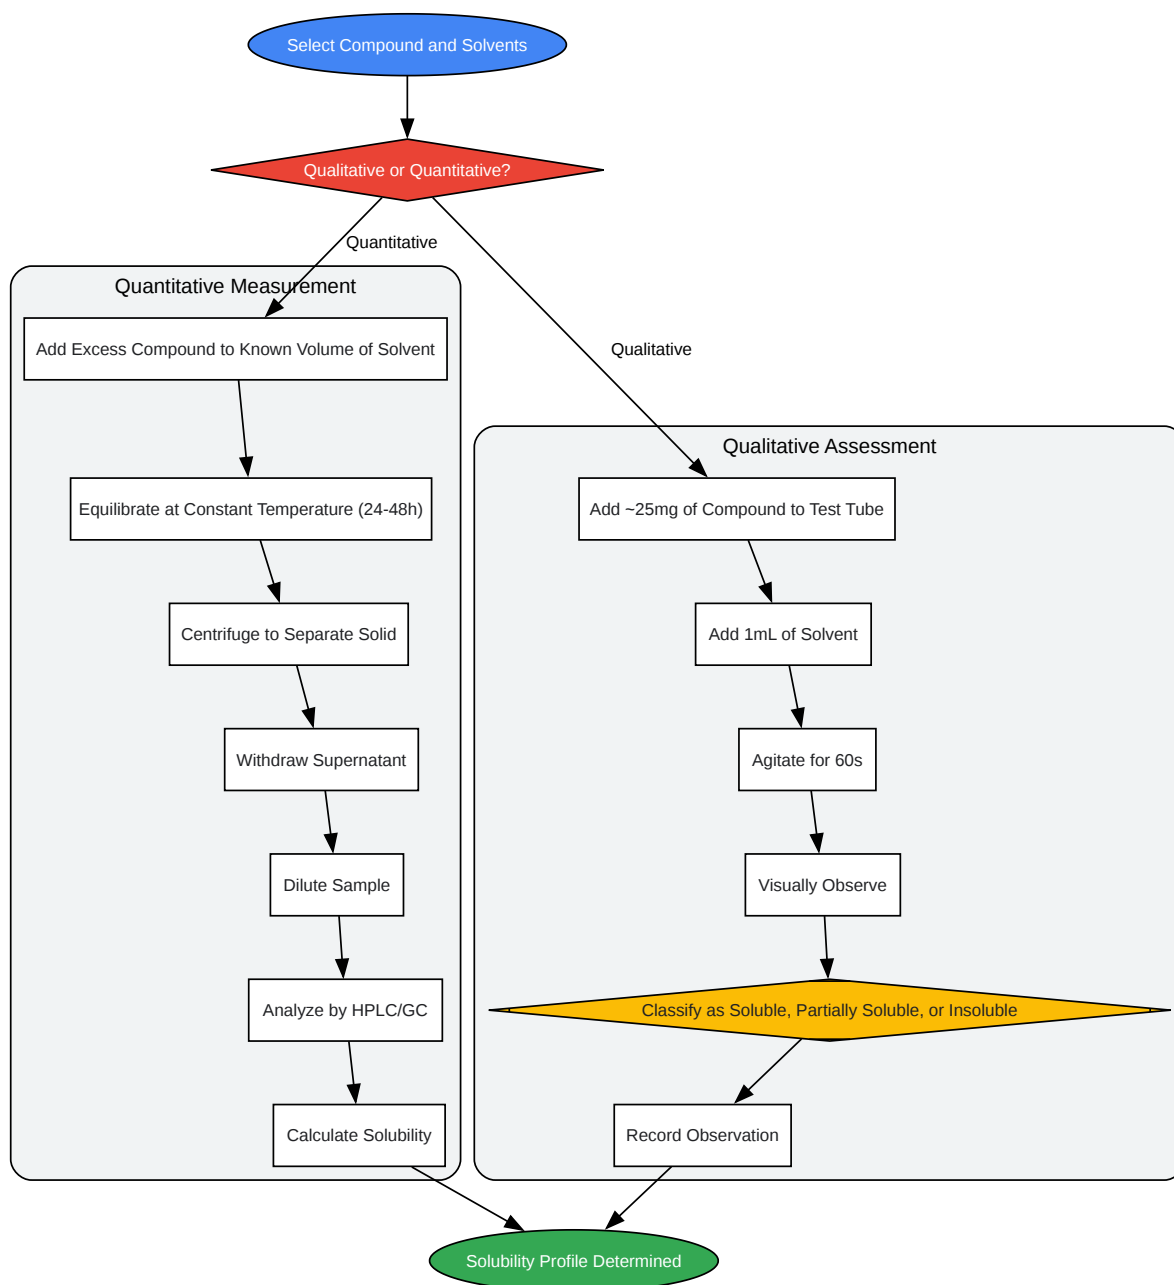 Select Compound and Solvents
Qualitative or Quantitative?
Quantitative
Quantitative Measurement
Add Excess Compound to Known Volume of Solvent
Equilibrate at Constant Temperature (24-48h)
Centrifuge to Separate Solid
Withdraw Supernatant
Dilute Sample
Analyze by HPLC/GC
Calculate Solubility
Qualitative
Qualitative Assessment
Add ~25mg of Compound to Test Tube
Add 1mL of Solvent
Agitate for 60s
Visually Observe
Classify as Soluble, Partially Soluble, or Insoluble
Record Observation
Solubility Profile Determined